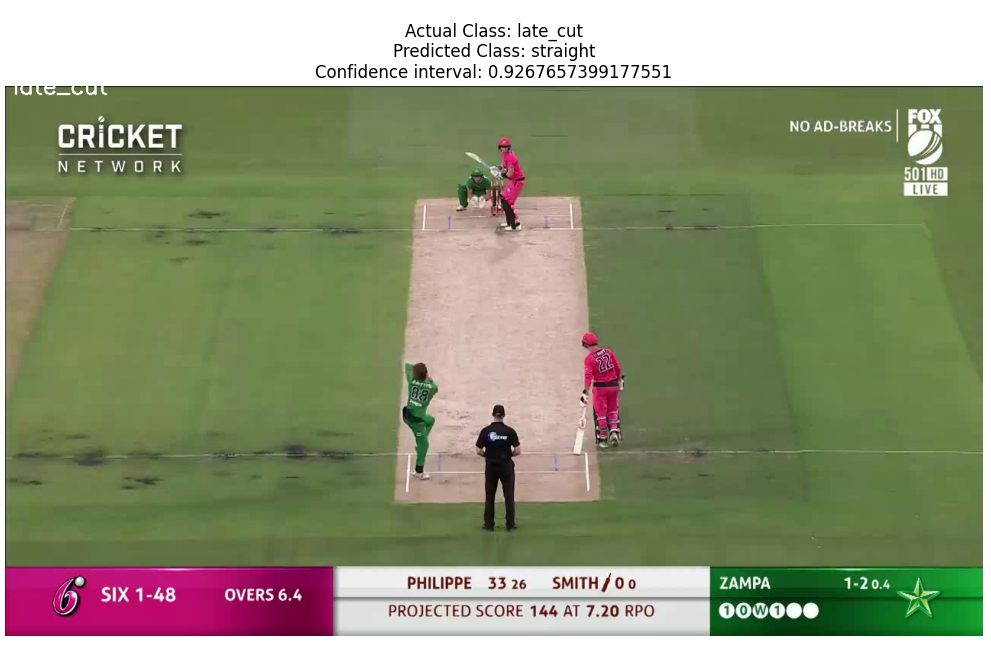 Actual Class: late_cut
Predicted Class: straight
Confidence interval: 0.9267657399177551
late_cut
CRICKET
NETWORK
NO AD-BREAKS
FOX
501 HD
LIVE
22
88
SIX 1-48 OVERS 6.4
PHILIPPE 33 26 SMITH 0 0
PROJECTED SCORE 144 AT 7.20 RPO
ZAMPA 1-2 0.4
1 0 W 1